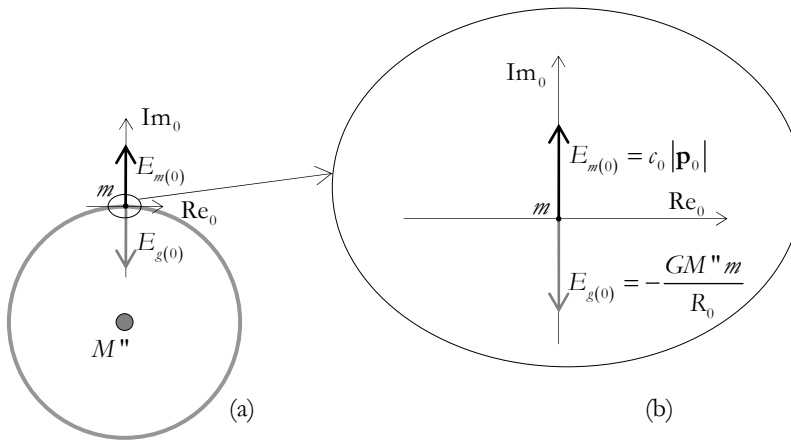 Im₀
E_m(0)
m
Re₀
E_g(0)
M"
(a)
Im₀
E_m(0) = c₀|p₀|
m
Re₀
E_g(0) = −GM"m/R₀
(b)